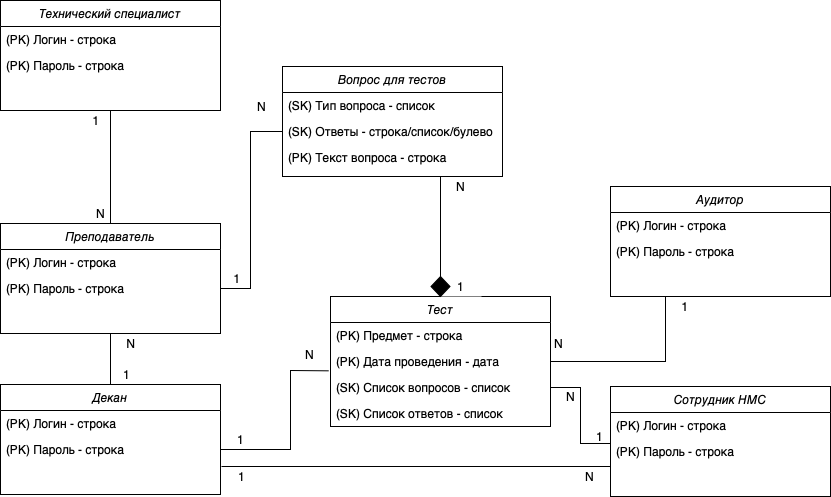 Технический специалист
(PK) Логин - строка
(PK) Пароль - строка
1
N
Вопрос для тестов
(SK) Тип вопроса - список
(SK) Ответы - строка/список/булево
(PK) Текст вопроса - строка
N
N
1
Преподаватель
(PK) Логин - строка
(PK) Пароль - строка
1
N
1
Аудитор
(PK) Логин - строка
(PK) Пароль - строка
1
N
Тест
(PK) Предмет - строка
(PK) Дата проведения - дата
(SK) Список вопросов - список
(SK) Список ответов - список
N
N
1
Декан
(PK) Логин - строка
(PK) Пароль - строка
1
1
N
Сотрудник НМС
(PK) Логин - строка
(PK) Пароль - строка